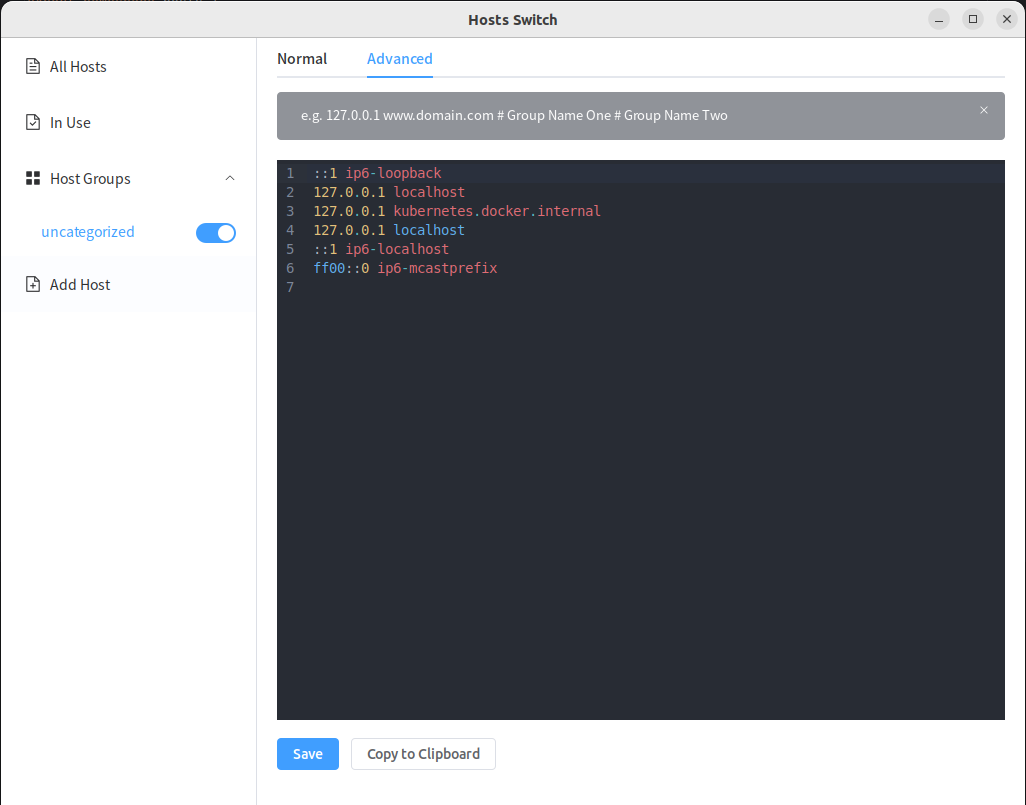 Hosts Switch
All Hosts
In Use
Host Groups
uncategorized
Add Host
Normal
Advanced
e.g. 127.0.0.1 www.domain.com # Group Name One # Group Name Two
1 ::1 ip6-loopback
2 127.0.0.1 localhost
3 127.0.0.1 kubernetes.docker.internal
4 127.0.0.1 localhost
5 ::1 ip6-localhost
6 ff00::0 ip6-mcastprefix
7
Save
Copy to Clipboard